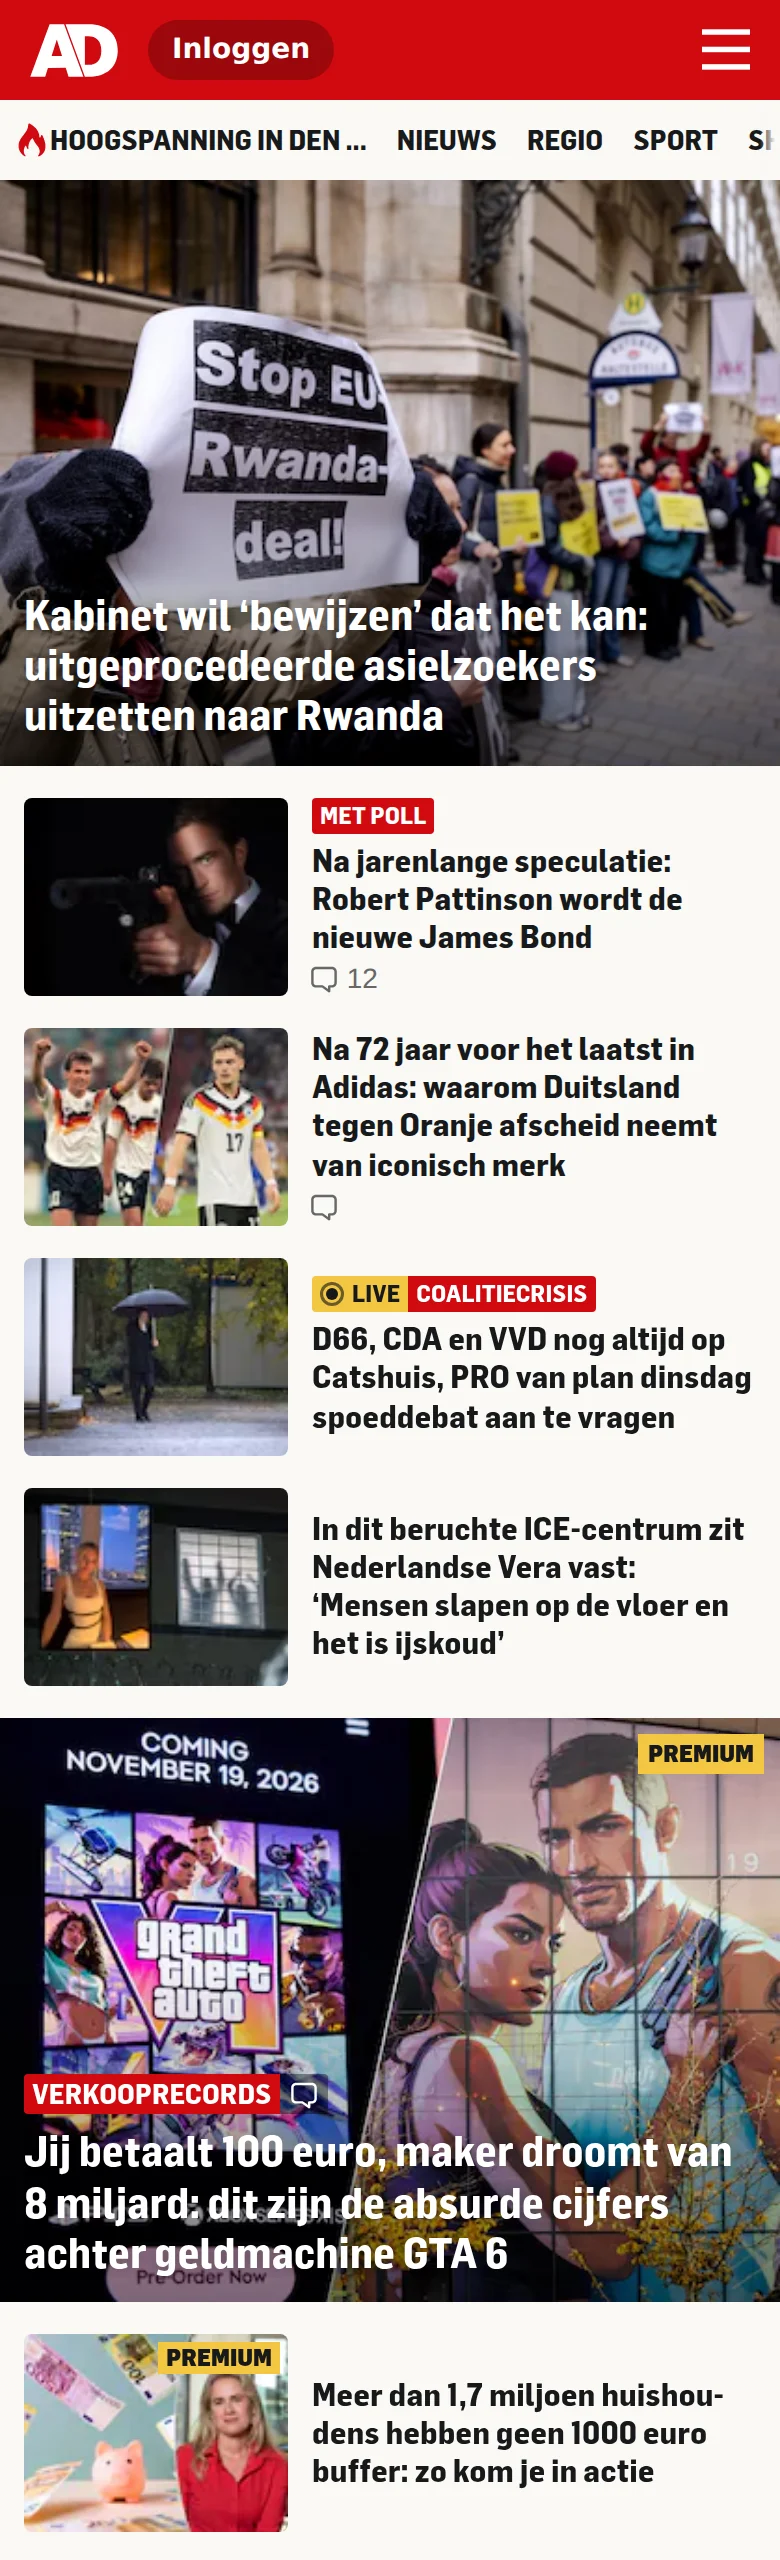 AD
Inloggen
HOOGSPANNING IN DEN ... NIEUWS REGIO SPORT
Stop EU-
Rwanda-
deal!
Kabinet wil ‘bewijzen’ dat het kan:
uitgeprocedeerde asielzoekers
uitzetten naar Rwanda
MET POLL
Na jarenlange speculatie:
Robert Pattinson wordt de
nieuwe James Bond
12
17
Na 72 jaar voor het laatst in
Adidas: waarom Duitsland
tegen Oranje afscheid neemt
van iconisch merk
LIVE COALITIECRISIS
D66, CDA en VVD nog altijd op
Catshuis, PRO van plan dinsdag
spoeddebat aan te vragen
In dit beruchte ICE-centrum zit
Nederlandse Vera vast:
‘Mensen slapen op de vloer en
het is ijskoud’
COMING
NOVEMBER 19, 2026
PREMIUM
19
VI
grand
theft
auto
VERKOOPRECORDS
Jij betaalt 100 euro, maker droomt van
8 miljard: dit zijn de absurde cijfers
achter geldmachine GTA 6
Pre-Order Now
PREMIUM
Meer dan 1,7 miljoen huishou-
dens hebben geen 1000 euro
buffer: zo kom je in actie